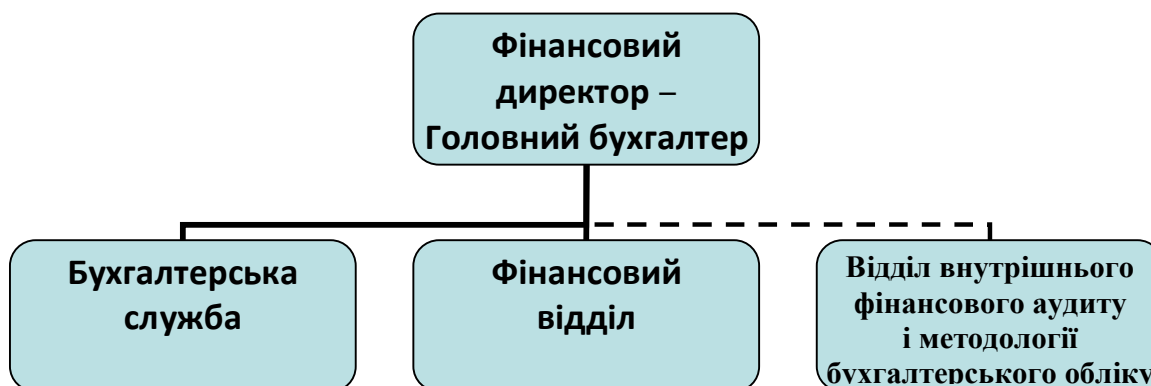 Фінансовий
директор –
Головний бухгалтер
Бухгалтерська
служба
Фінансовий
відділ
Відділ внутрішнього
фінансового аудиту
і методології
бухгалтерського обліку